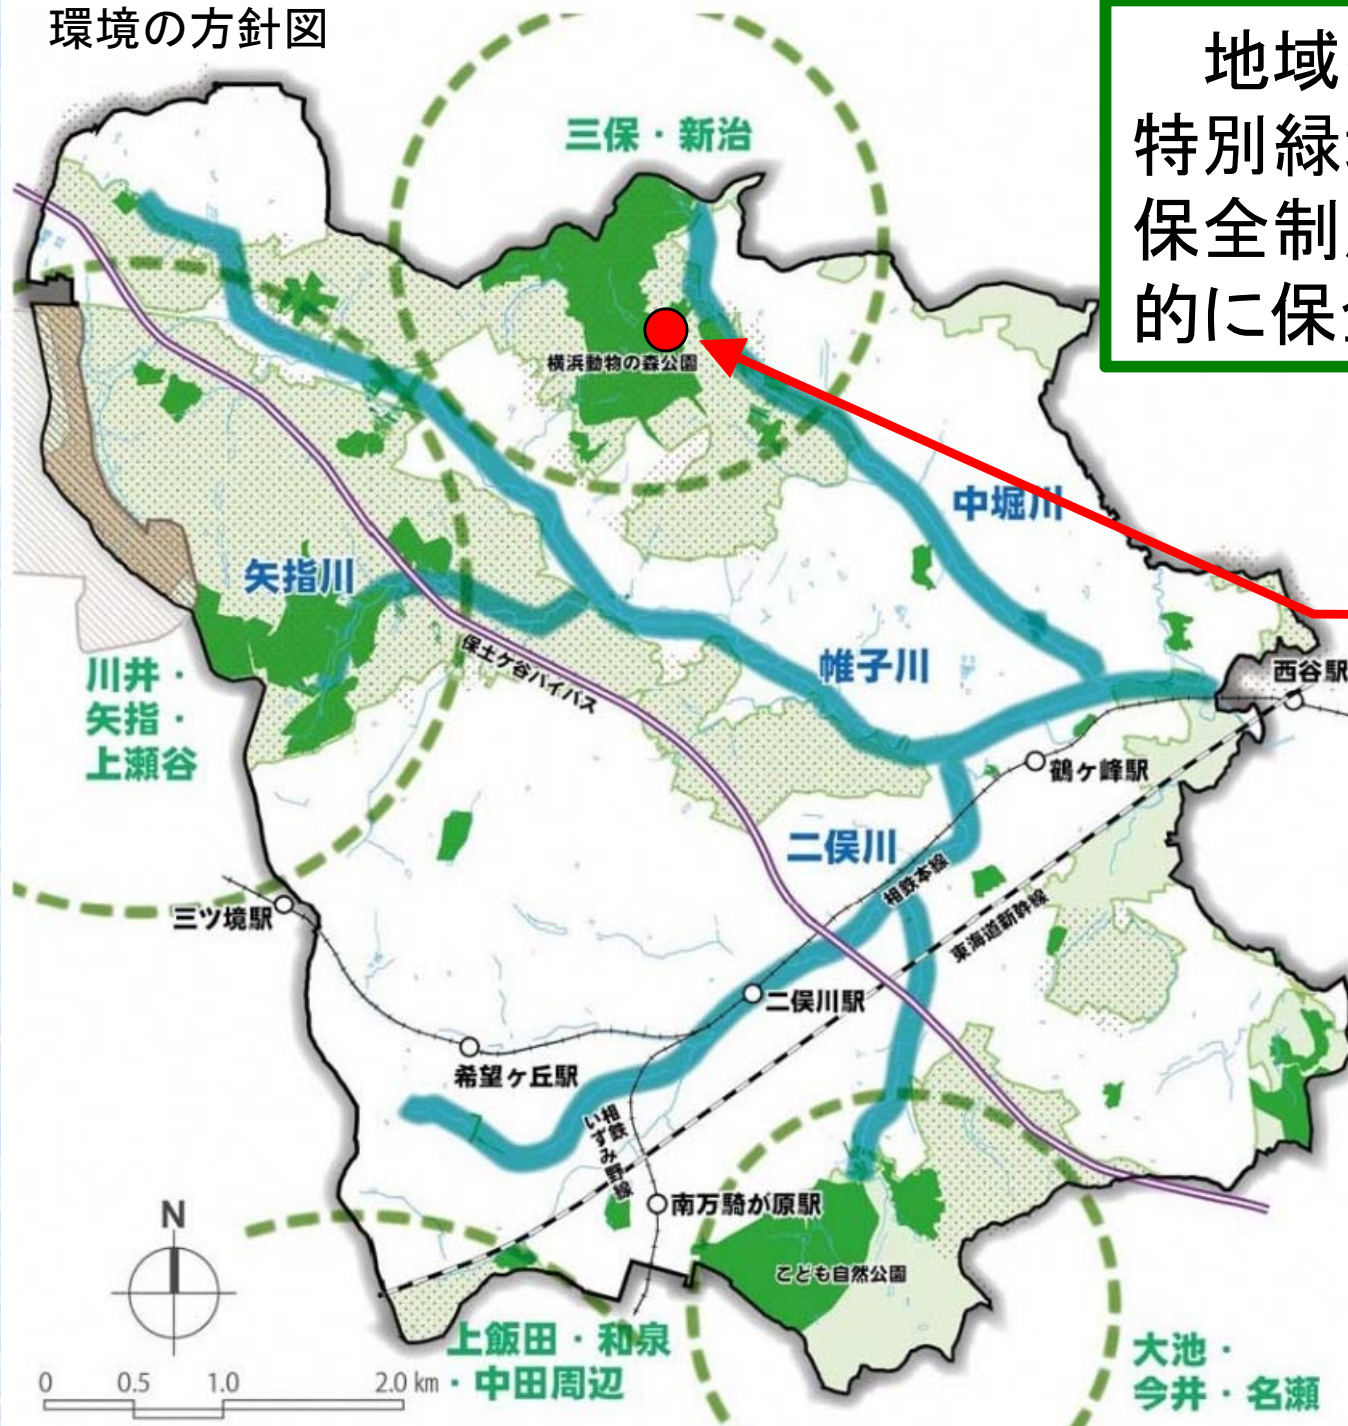 環境の方針図
地域
特別緑
保全制
的に保
三保・新治
横浜動物の森公園
中堀川
矢指川
保土ケ谷バイパス
帷子川
西谷駅
川井・
矢指・
上瀬谷
鶴ケ峰駅
二俣川
相鉄本線
東海道新幹線
三ツ境駅
二俣川駅
希望ケ丘駅
相鉄
いずみ野線
南万騎が原駅
こども自然公園
N
上飯田・和泉
・中田周辺
大池・
今井・名瀬
0 0.5 1.0 2.0 km